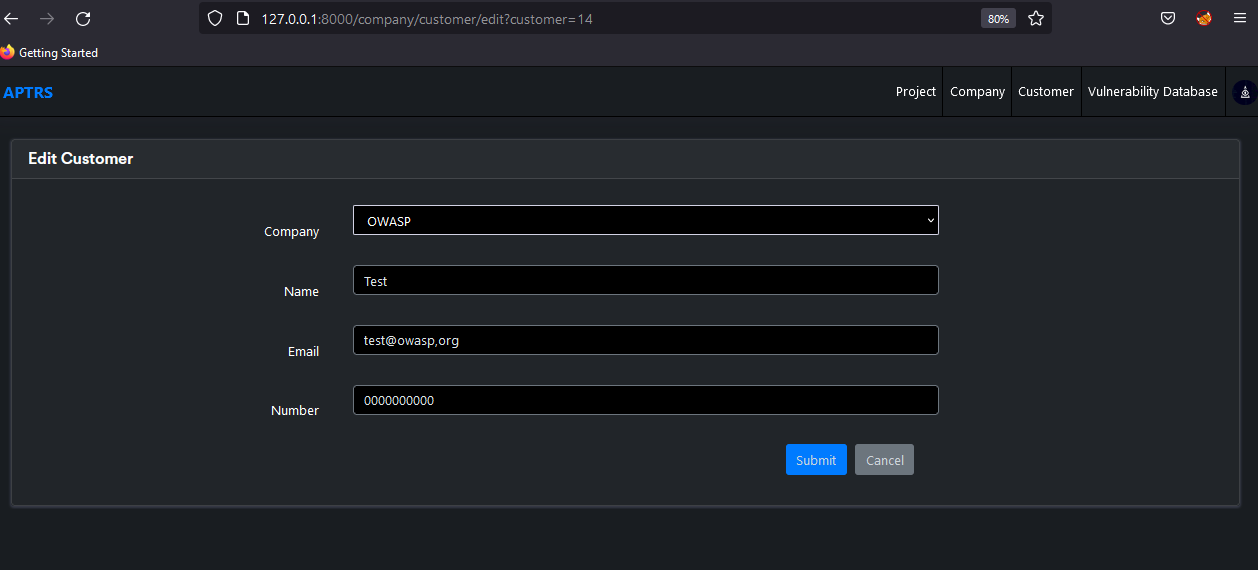 127.0.0.1:8000/company/customer/edit?customer=14 80%
Getting Started
APTRS Project Company Customer Vulnerability Database
Edit Customer
Company OWASP
Name Test
Email test@owasp,org
Number 0000000000
Submit Cancel